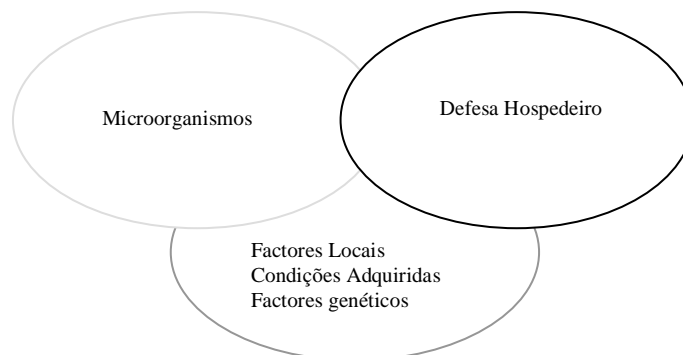 Microorganismos
Defesa Hospedeiro
Factores Locais
Condições Adquiridas
Factores genéticos